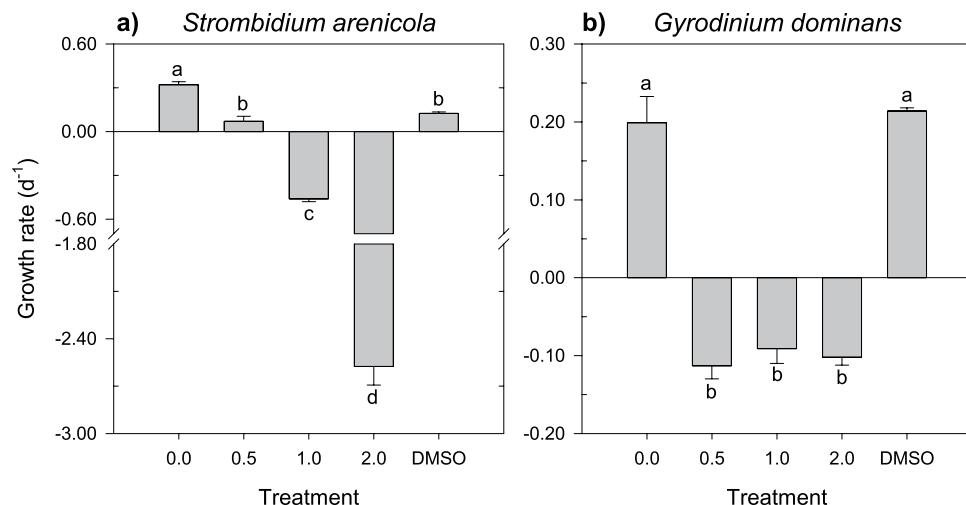 a) Strombidium arenicola
b) Gyrodinium dominans
Growth rate (d⁻¹)
0.60
0.00
-0.60
-1.80
-2.40
-3.00
a
b
c
d
b
0.0 0.5 1.0 2.0 DMSO
Treatment
0.30
0.20
0.10
0.00
-0.10
-0.20
a
b
b
b
a
0.0 0.5 1.0 2.0 DMSO
Treatment